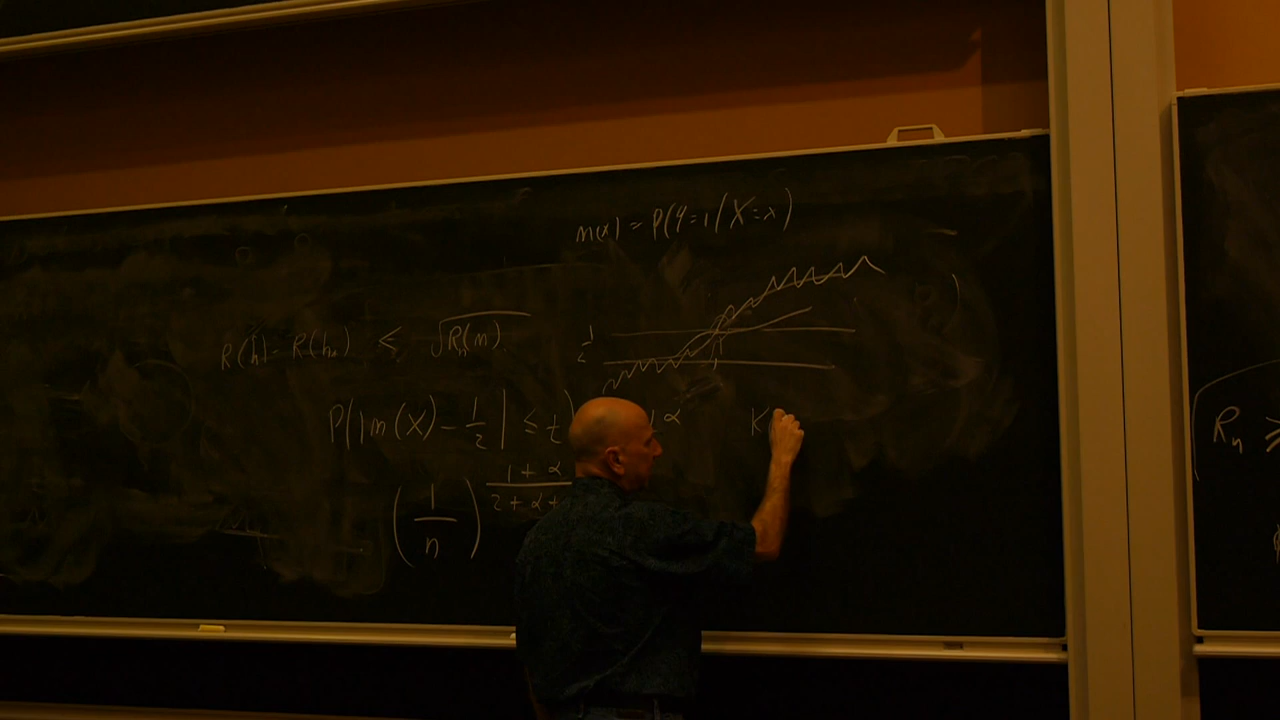 m(x) = P(Y=1 | X=x)
R(ĥ) - R(h*) ≤ √R_n(m)
1/2
P(|m(X) - 1/2| ≤ t) α
K
(1/n)^(1+α)/(2+α+
R_n ≥